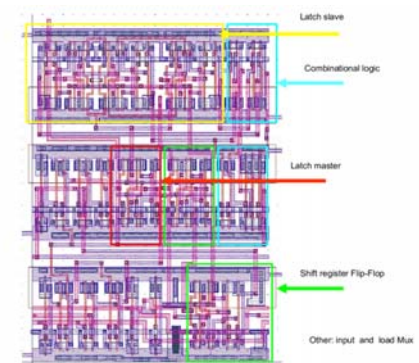 Latch slave
Combinational logic
Latch master
Shift register Flip-Flop
Other: input and load Mux